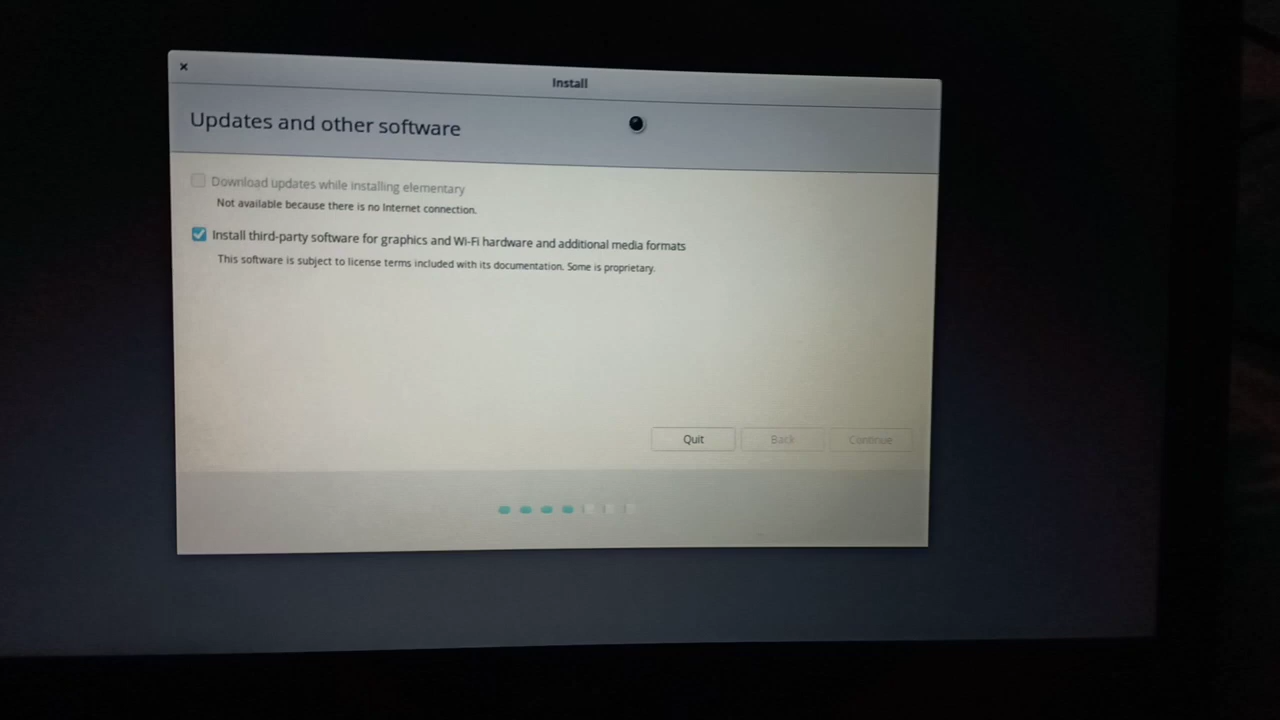 Install
Updates and other software
Download updates while installing elementary
Not available because there is no Internet connection.
Install third-party software for graphics and Wi-Fi hardware and additional media formats
This software is subject to license terms included with its documentation. Some is proprietary.
Quit Back Continue